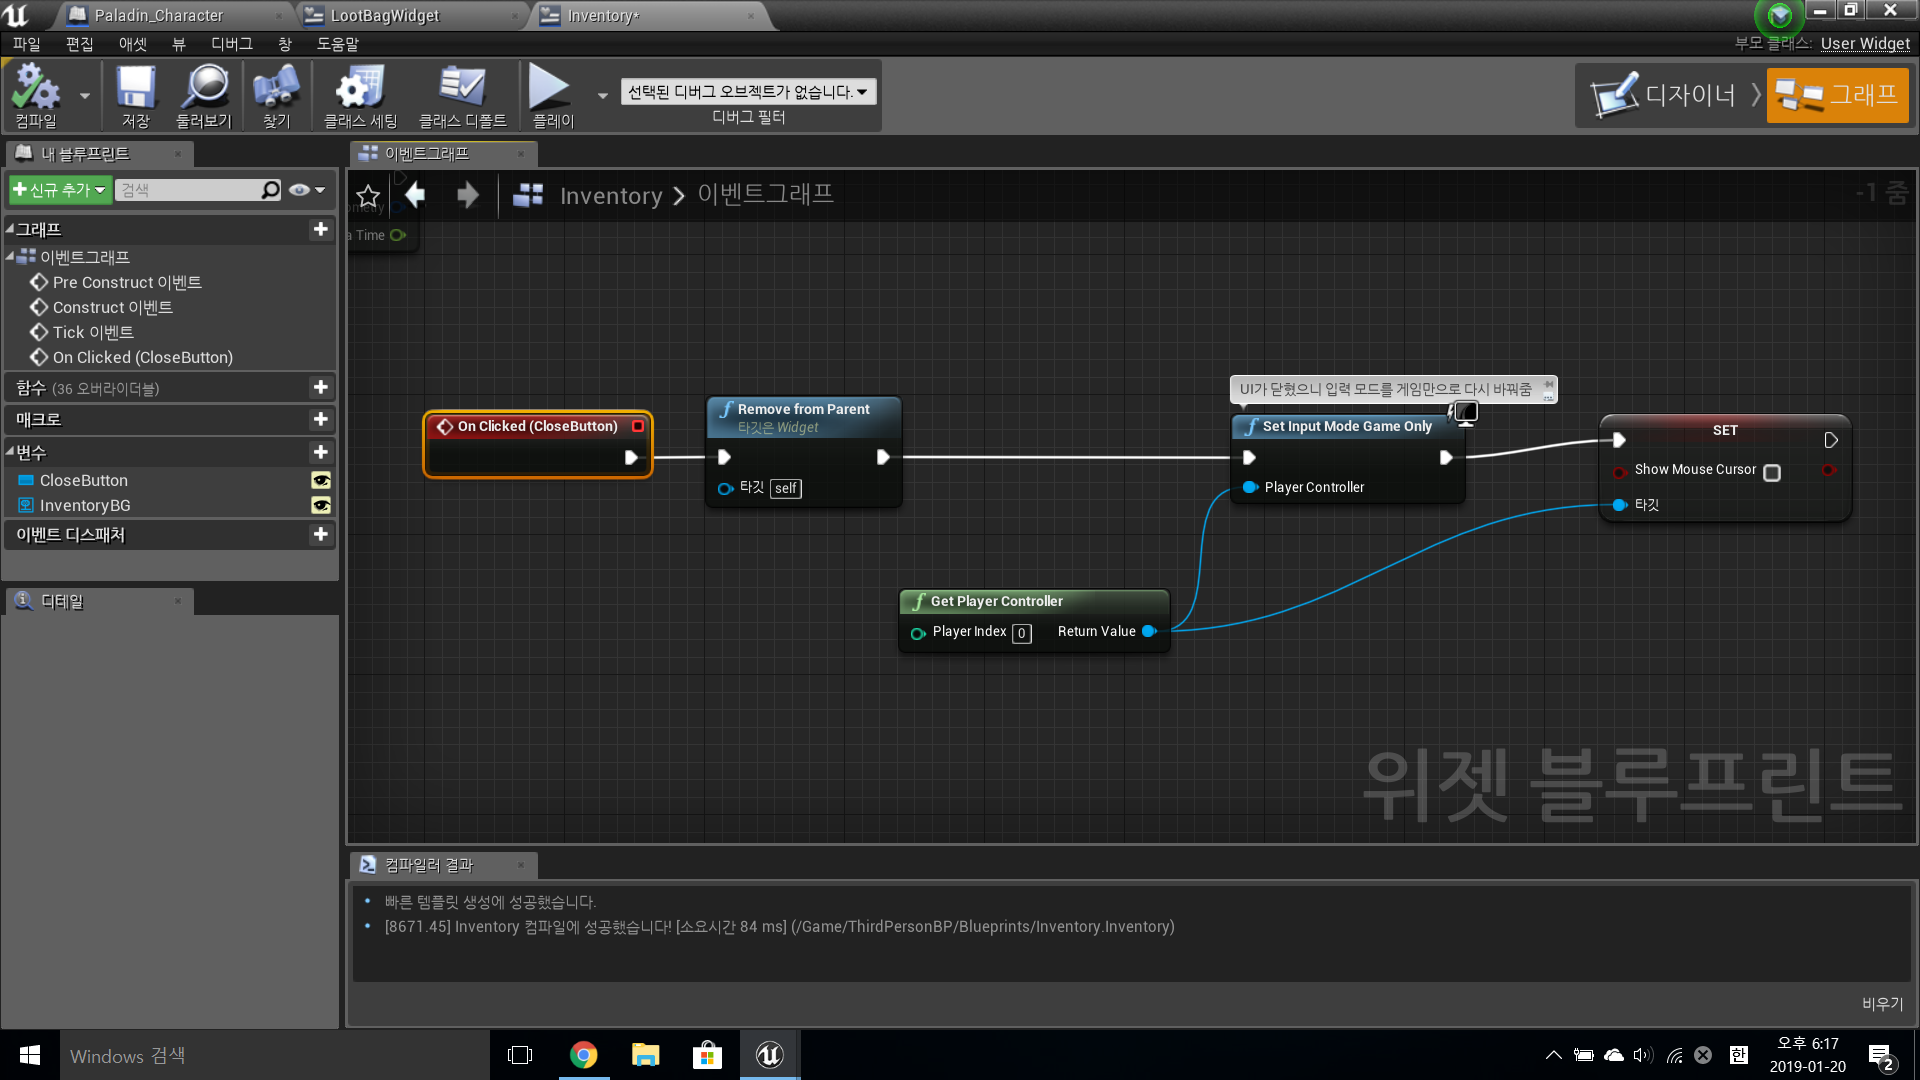 Paladin_Character
LootBagWidget
Inventory*
파일 편집 애셋 뷰 디버그 창 도움말
부모 클래스: User Widget
컴파일
저장
둘러보기
찾기
클래스 세팅
클래스 디폴트
플레이
선택된 디버그 오브젝트가 없습니다.
디버그 필터
디자이너
그래프
내 블루프린트
신규 추가
검색
그래프
이벤트그래프
Pre Construct 이벤트
Construct 이벤트
Tick 이벤트
On Clicked (CloseButton)
함수 (36 오버라이더블)
매크로
변수
CloseButton
InventoryBG
이벤트 디스패처
디테일
이벤트그래프
Inventory > 이벤트그래프
-1 줌
a Time
On Clicked (CloseButton)
Remove from Parent
타깃은 Widget
타깃 self
UI가 닫혔으니 입력 모드를 게임만으로 다시 바꿔줌
Set Input Mode Game Only
Player Controller
SET
Show Mouse Cursor
타깃
Get Player Controller
Player Index 0 Return Value
위젯 블루프린트
컴파일러 결과
빠른 템플릿 생성에 성공했습니다.
[8671.45] Inventory 컴파일에 성공했습니다! [소요시간 84 ms] (/Game/ThirdPersonBP/Blueprints/Inventory.Inventory)
비우기
Windows 검색
한
오후 6:17
2019-01-20
2